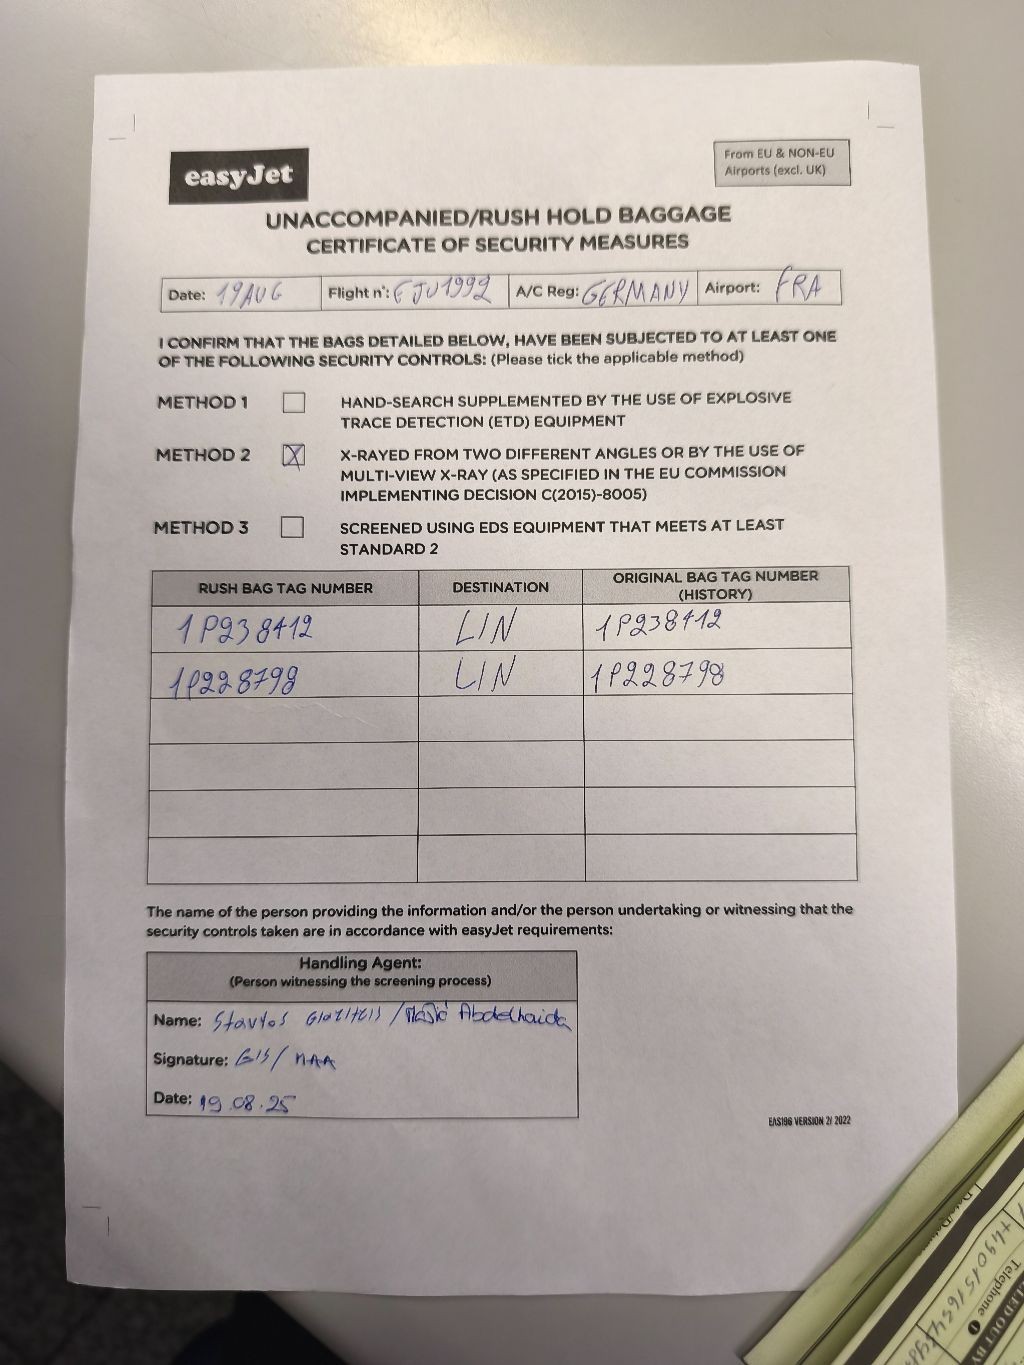 easyJet
From EU & NON-EU
Airports (excl. UK)
UNACCOMPANIED/RUSH HOLD BAGGAGE
CERTIFICATE OF SECURITY MEASURES
Date: 19AUG Flight n°: EJU1992 A/C Reg: GERMANY Airport: FRA
I CONFIRM THAT THE BAGS DETAILED BELOW, HAVE BEEN SUBJECTED TO AT LEAST ONE
OF THE FOLLOWING SECURITY CONTROLS: (Please tick the applicable method)
METHOD 1 HAND-SEARCH SUPPLEMENTED BY THE USE OF EXPLOSIVE
TRACE DETECTION (ETD) EQUIPMENT
METHOD 2 X X-RAYED FROM TWO DIFFERENT ANGLES OR BY THE USE OF
MULTI-VIEW X-RAY (AS SPECIFIED IN THE EU COMMISSION
IMPLEMENTING DECISION C(2015)-8005)
METHOD 3 SCREENED USING EDS EQUIPMENT THAT MEETS AT LEAST
STANDARD 2
RUSH BAG TAG NUMBER DESTINATION ORIGINAL BAG TAG NUMBER
(HISTORY)
1P238412 LIN 1P238412
1P228798 LIN 1P228798
The name of the person providing the information and/or the person undertaking or witnessing that the
security controls taken are in accordance with easyJet requirements:
Handling Agent:
(Person witnessing the screening process)
Name:
Signature:
Date: 19.08.25
EAS196 VERSION 2/ 2022
Telephone